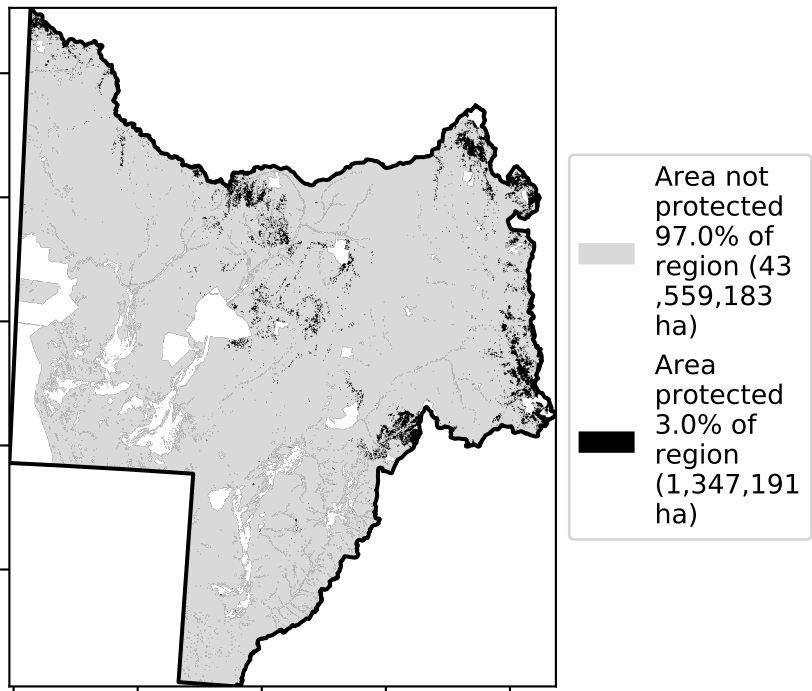 Area not
protected
97.0% of
region (43
,559,183
ha)
Area
protected
3.0% of
region
(1,347,191
ha)